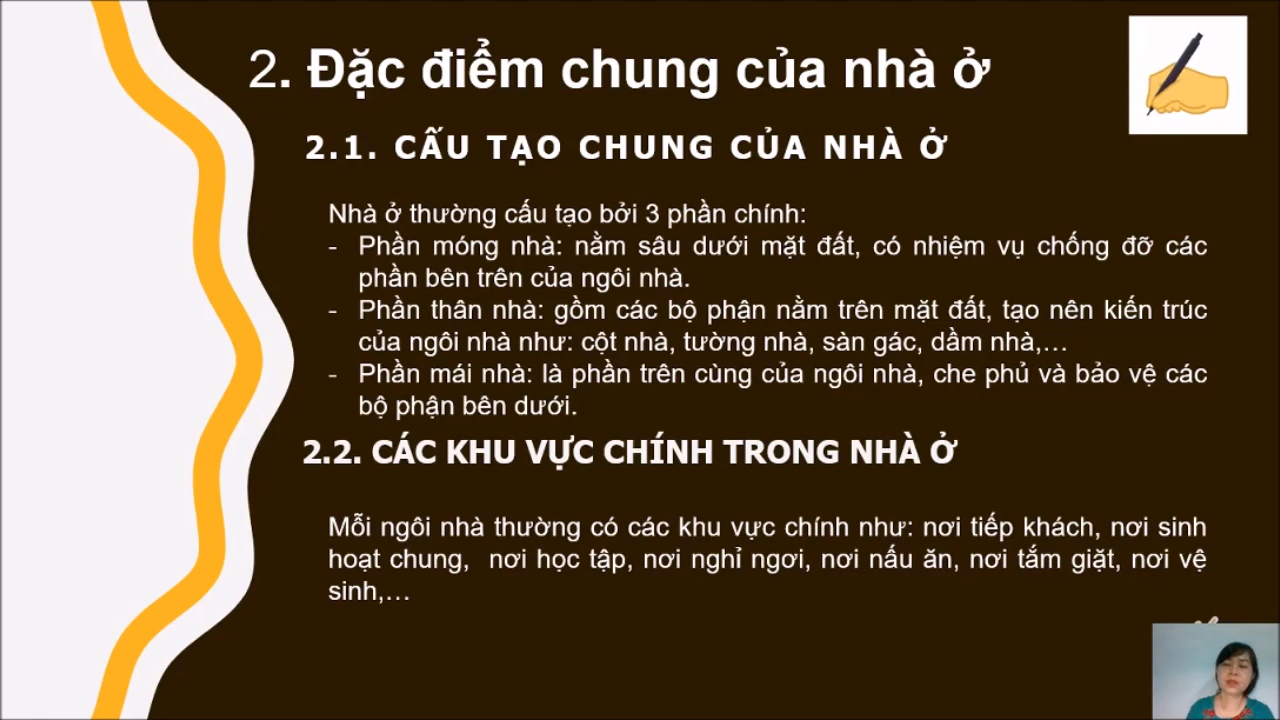 2. Đặc điểm chung của nhà ở
2.1. CẤU TẠO CHUNG CỦA NHÀ Ở
Nhà ở thường cấu tạo bởi 3 phần chính:
- Phần móng nhà: nằm sâu dưới mặt đất, có nhiệm vụ chống đỡ các
phần bên trên của ngôi nhà.
- Phần thân nhà: gồm các bộ phận nằm trên mặt đất, tạo nên kiến trúc
của ngôi nhà như: cột nhà, tường nhà, sàn gác, dầm nhà,...
- Phần mái nhà: là phần trên cùng của ngôi nhà, che phủ và bảo vệ các
bộ phận bên dưới.
2.2. CÁC KHU VỰC CHÍNH TRONG NHÀ Ở
Mỗi ngôi nhà thường có các khu vực chính như: nơi tiếp khách, nơi sinh
hoạt chung, nơi học tập, nơi nghỉ ngơi, nơi nấu ăn, nơi tắm giặt, nơi vệ
sinh,...